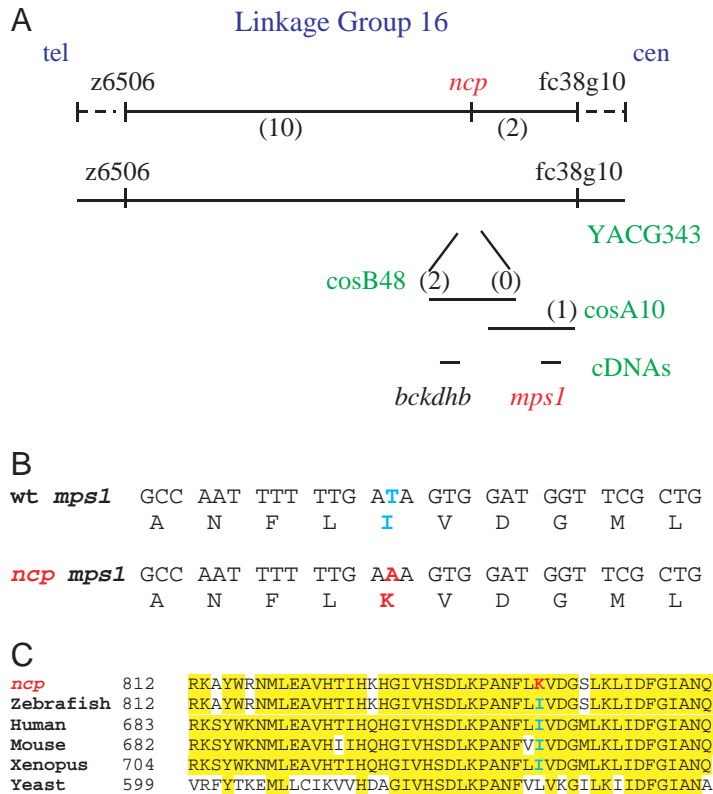 A
Linkage Group 16
tel
cen
z6506
ncp
fc38g10
(10)
(2)
z6506
fc38g10
YACG343
cosB48
(2)
(0)
(1)
cosA10
cDNAs
bckdhb
mps1
B
wt mps1 GCC AAT TTT TTG ATA GTG GAT GGT TCG CTG
A N F L I V D G M L
ncp mps1 GCC AAT TTT TTG AAA GTG GAT GGT TCG CTG
A N F L K V D G M L
C
ncp 812 RKAYWRNMLEAVHTIHKHGIVHSDLKPANFLKVDGSLKLIDFGIANQ
Zebrafish 812 RKAYWRNMLEAVHTIHKHGIVHSDLKPANFLIVDGSLKLIDFGIANQ
Human 683 RKSYWKNMLEAVHTIHQHGIVHSDLKPANFLIVDGMLKLIDFGIANQ
Mouse 682 RKSYWKNMLEAVHIIHQHGIVHSDLKPANFVIVDGMLKLIDFGIANQ
Xenopus 704 RKSYWKNMLEAVHTIHQHGIVHSDLKPANFLIVDGMLKLIDFGIANQ
Yeast 599 VRFYTKEMLLCIKVVHDAGIVHSDLKPANFVLVKGILKIIDFGIANA